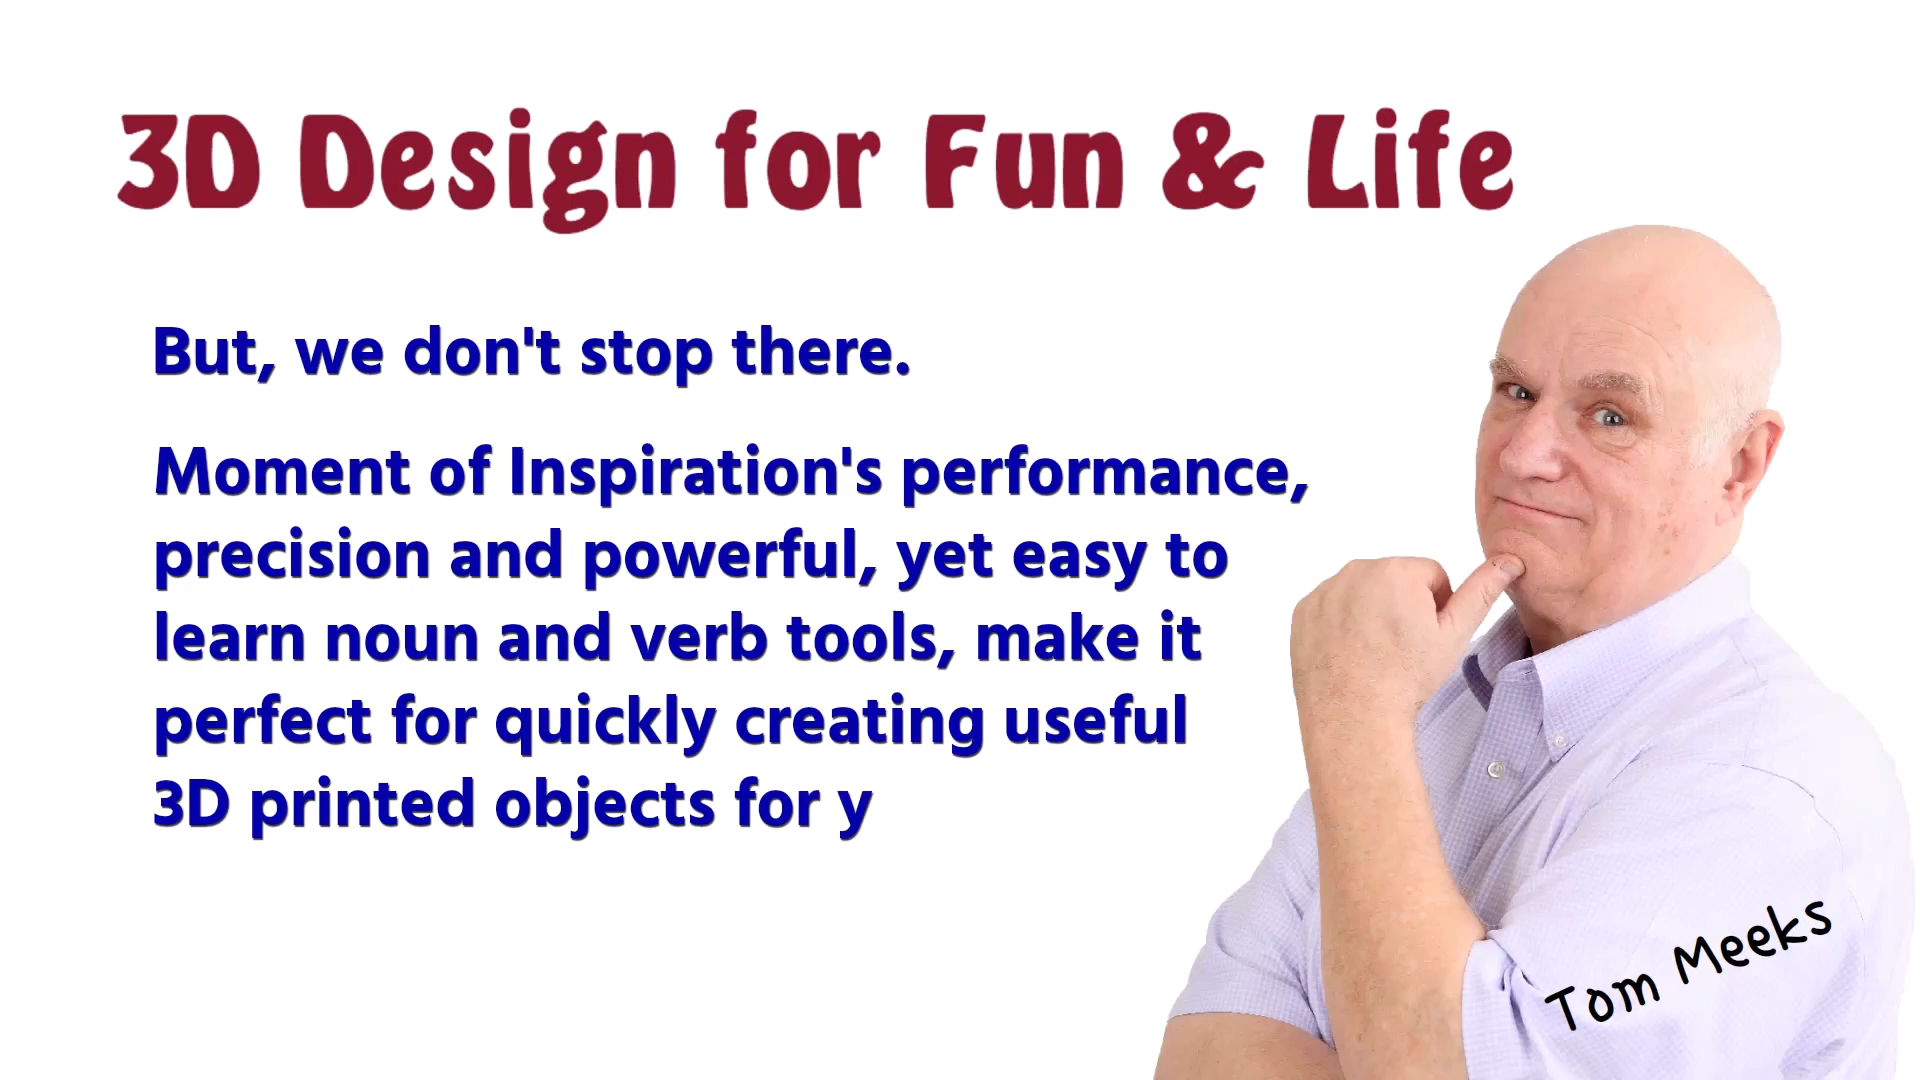 3D Design for Fun & Life
But, we don't stop there.
Moment of Inspiration's performance,
precision and powerful, yet easy to
learn noun and verb tools, make it
perfect for quickly creating useful
3D printed objects for y
Tom Meeks